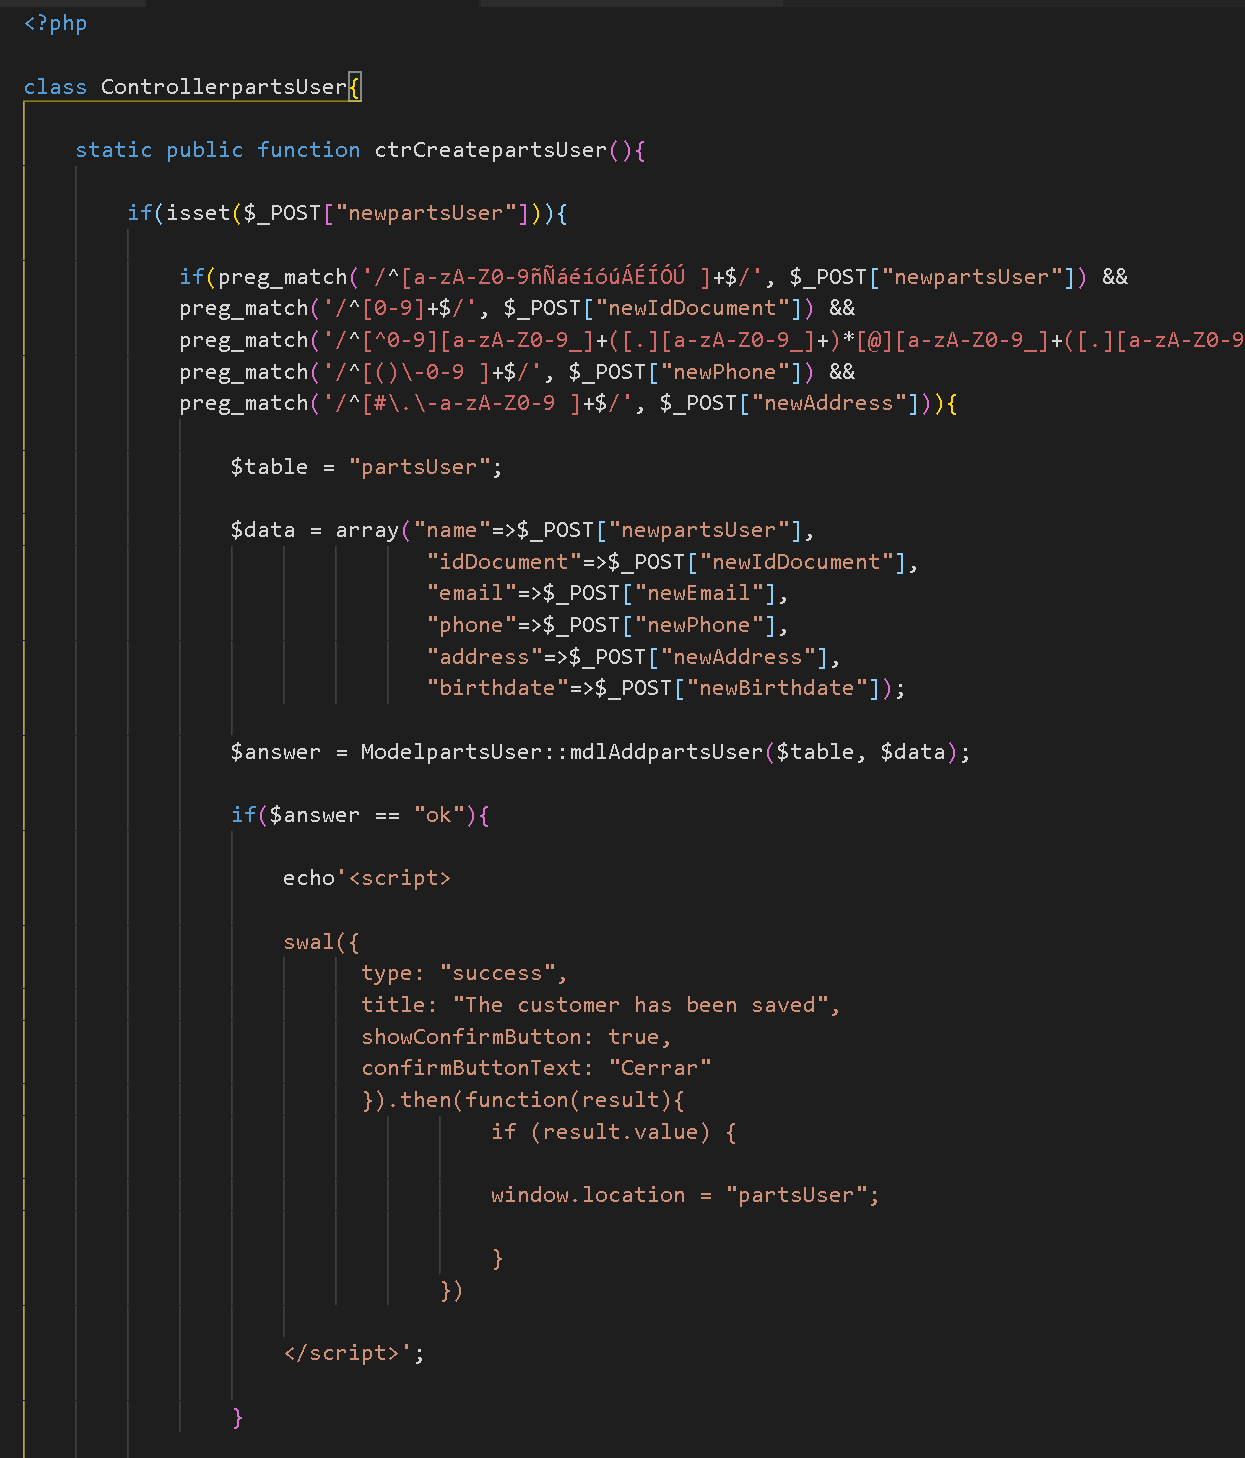 <?php
class ControllerpartsUser{
static public function ctrCreatepartsUser(){
if(isset($_POST["newpartsUser"])){
if(preg_match('/^[a-zA-Z0-9ñÑáéíóúÁÉÍÓÚ ]+$/', $_POST["newpartsUser"]) &&
preg_match('/^[0-9]+$/', $_POST["newIdDocument"]) &&
preg_match('/^[^0-9][a-zA-Z0-9_]+([.][a-zA-Z0-9_]+)*[@][a-zA-Z0-9_]+([.][a-zA-Z0-9
preg_match('/^[()\-0-9 ]+$/', $_POST["newPhone"]) &&
preg_match('/^[#\.\-a-zA-Z0-9 ]+$/', $_POST["newAddress"])){
$table = "partsUser";
$data = array("name"=>$_POST["newpartsUser"],
"idDocument"=>$_POST["newIdDocument"],
"email"=>$_POST["newEmail"],
"phone"=>$_POST["newPhone"],
"address"=>$_POST["newAddress"],
"birthdate"=>$_POST["newBirthdate"]);
$answer = ModelpartsUser::mdlAddpartsUser($table, $data);
if($answer == "ok"){
echo'<script>
swal({
type: "success",
title: "The customer has been saved",
showConfirmButton: true,
confirmButtonText: "Cerrar"
}).then(function(result){
if (result.value) {
window.location = "partsUser";
}
})
</script>';
}